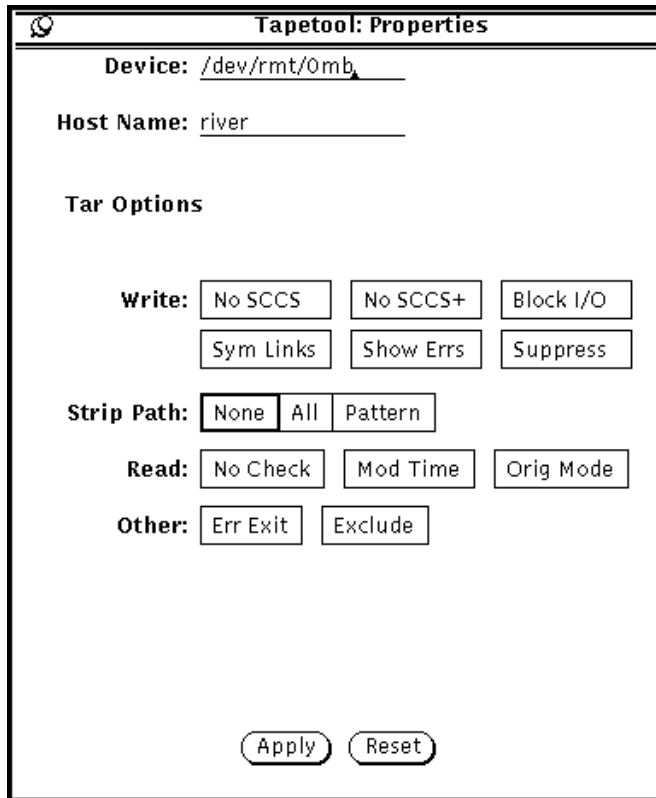 Tapetool: Properties
Device: /dev/rmt/0mb
Host Name: river
Tar Options
Write: No SCCS No SCCS+ Block I/O
Sym Links Show Errs Suppress
Strip Path: None All Pattern
Read: No Check Mod Time Orig Mode
Other: Err Exit Exclude
Apply Reset